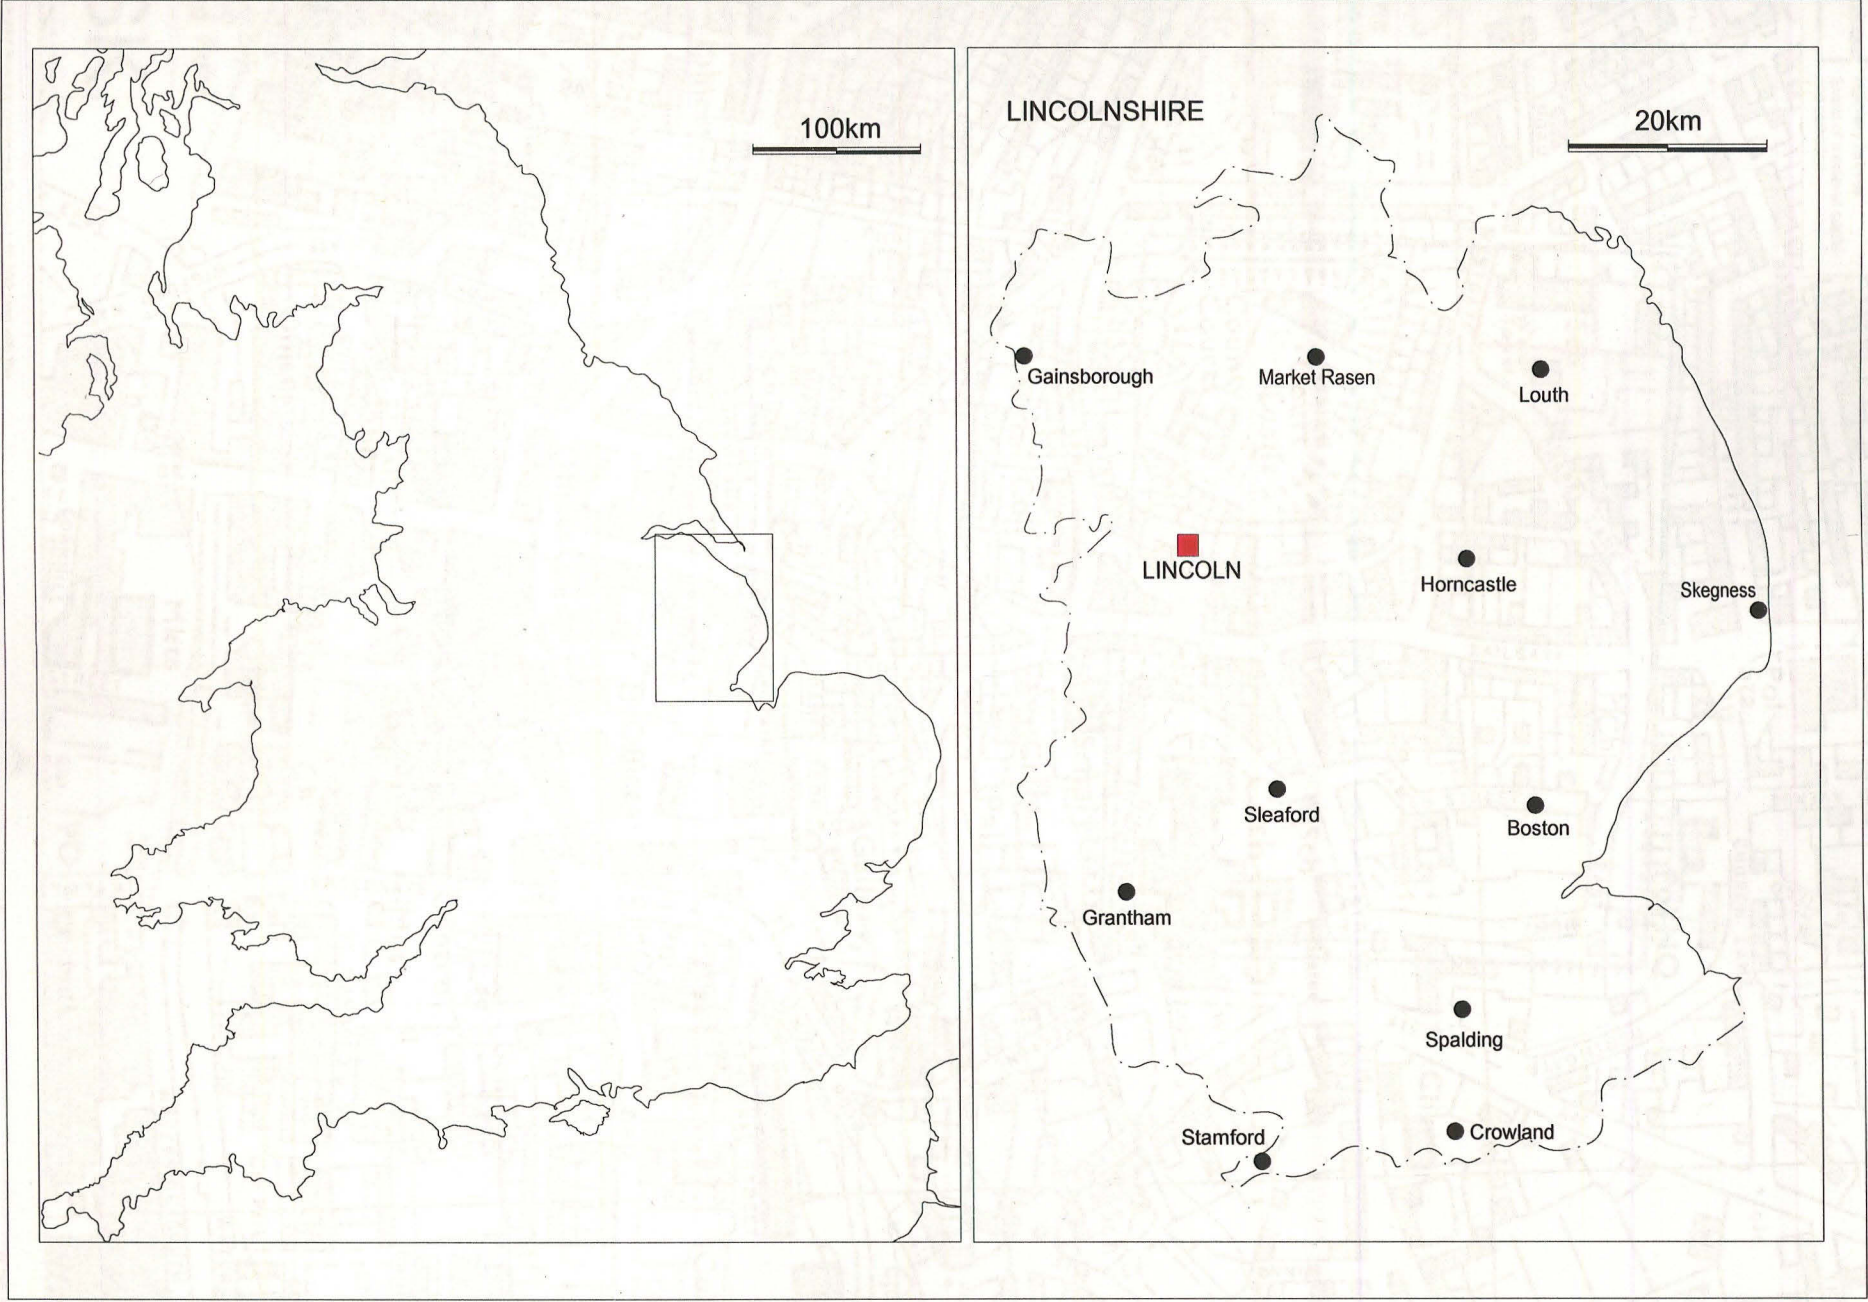 100km
LINCOLNSHIRE
20km
Gainsborough
Market Rasen
Louth
LINCOLN
Horncastle
Skegness
Sleaford
Boston
Grantham
Spalding
Stamford
Crowland